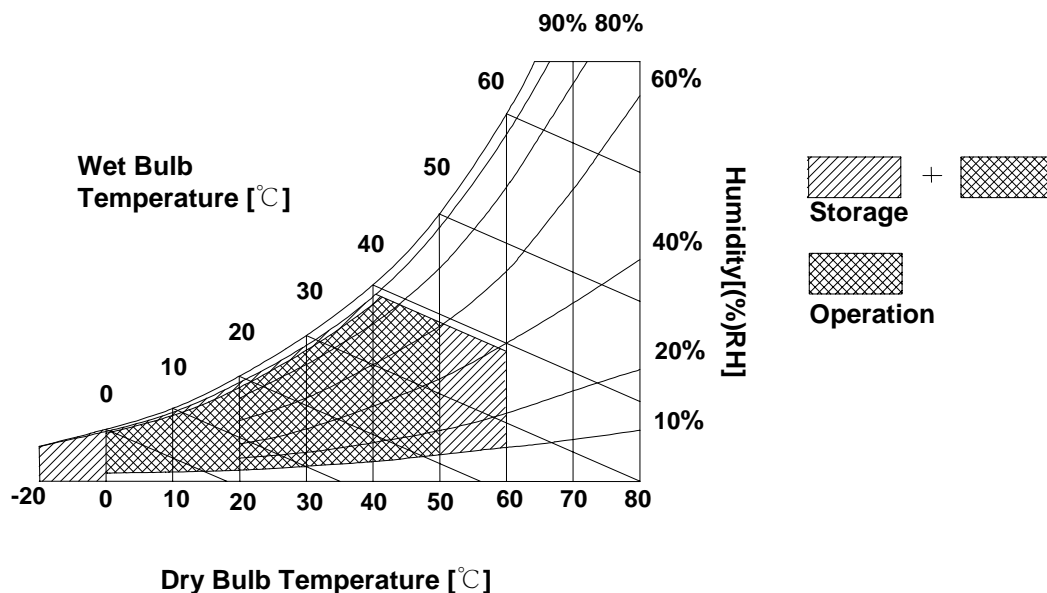 90% 80%
60
60%
Wet Bulb
Temperature [℃]
50
40
30
20
10
0
Humidity[(%)RH]
40%
20%
10%
-20 0 10 20 30 40 50 60 70 80
Dry Bulb Temperature [℃]
+
Storage
Operation